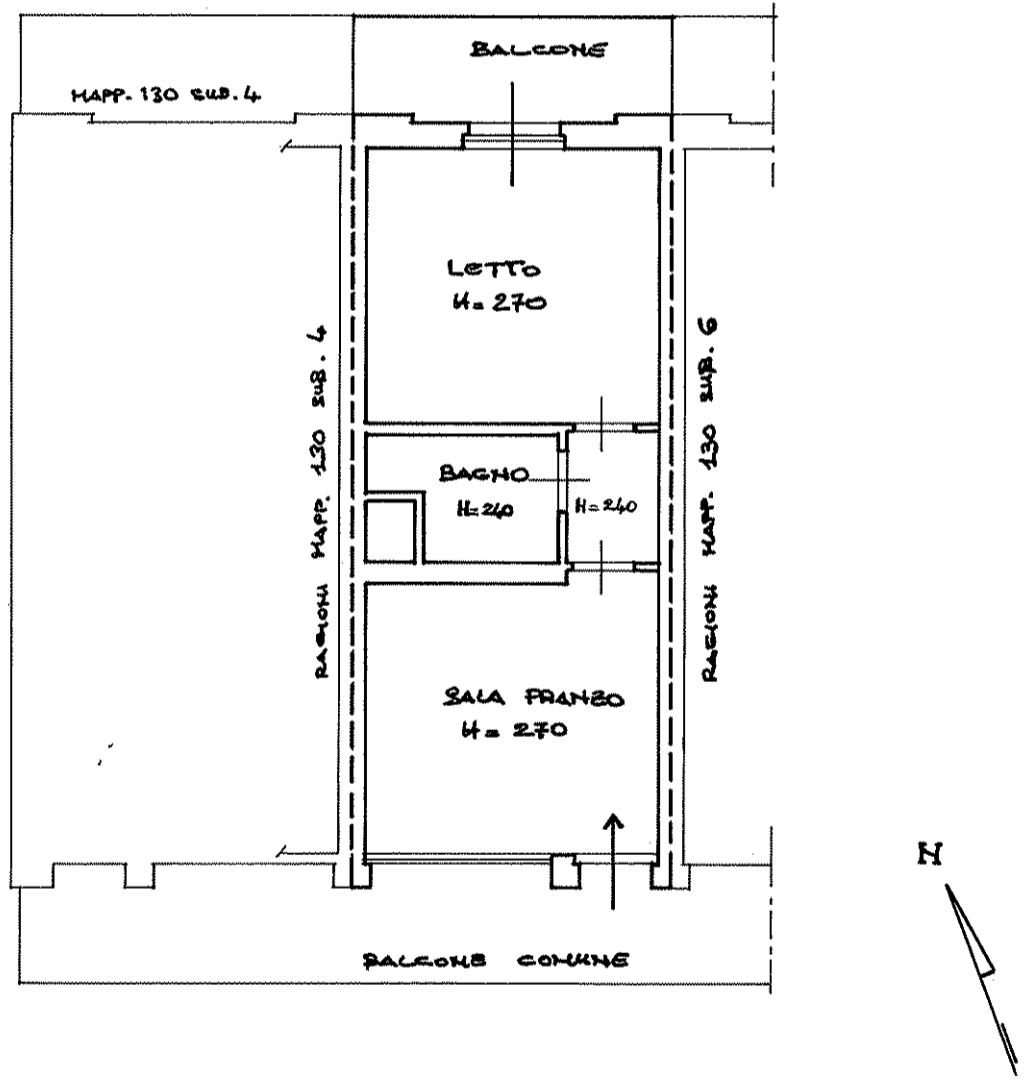 BALCONE
MAPP. 130 SUB. 4
LETTO
H= 270
RAGIONI MAPP. 130 SUB. 4
RAGIONI MAPP. 130 SUB. 6
BAGNO
H=240
H=240
SALA PRANZO
H= 270
N
BALCONE COMUNE